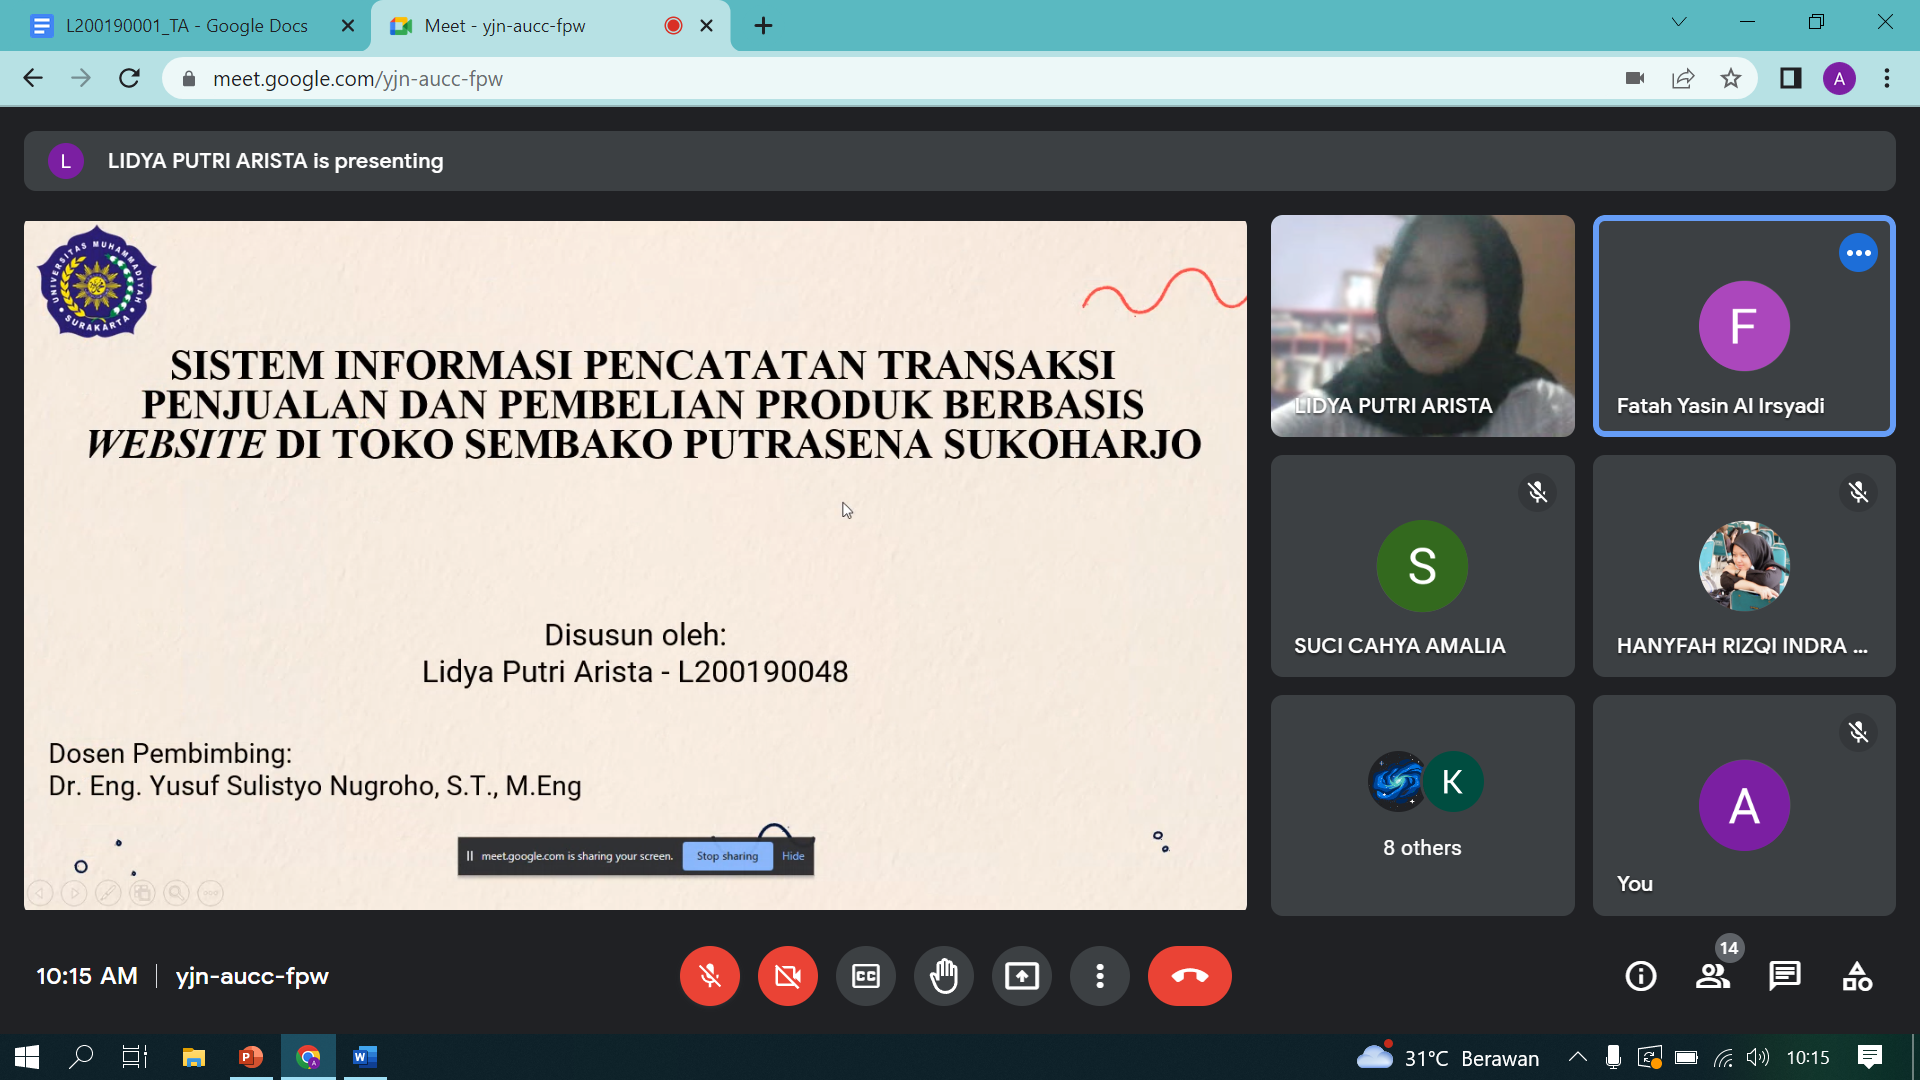 L200190001_TA - Google Docs
Meet - yjn-aucc-fpw
meet.google.com/yjn-aucc-fpw
A
L
LIDYA PUTRI ARISTA is presenting
UNIVERSITAS MUHAMMADIYAH
SURAKARTA
SISTEM INFORMASI PENCATATAN TRANSAKSI
PENJUALAN DAN PEMBELIAN PRODUK BERBASIS
WEBSITE DI TOKO SEMBAKO PUTRASENA SUKOHARJO
Disusun oleh:
Lidya Putri Arista - L200190048
Dosen Pembimbing:
Dr. Eng. Yusuf Sulistyo Nugroho, S.T., M.Eng
meet.google.com is sharing your screen.
Stop sharing
Hide
LIDYA PUTRI ARISTA
F
Fatah Yasin Al Irsyadi
S
SUCI CAHYA AMALIA
HANYFAH RIZQI INDRA ...
K
8 others
A
You
10:15 AM
yjn-aucc-fpw
CC
14
P
W
31°C Berawan
10:15